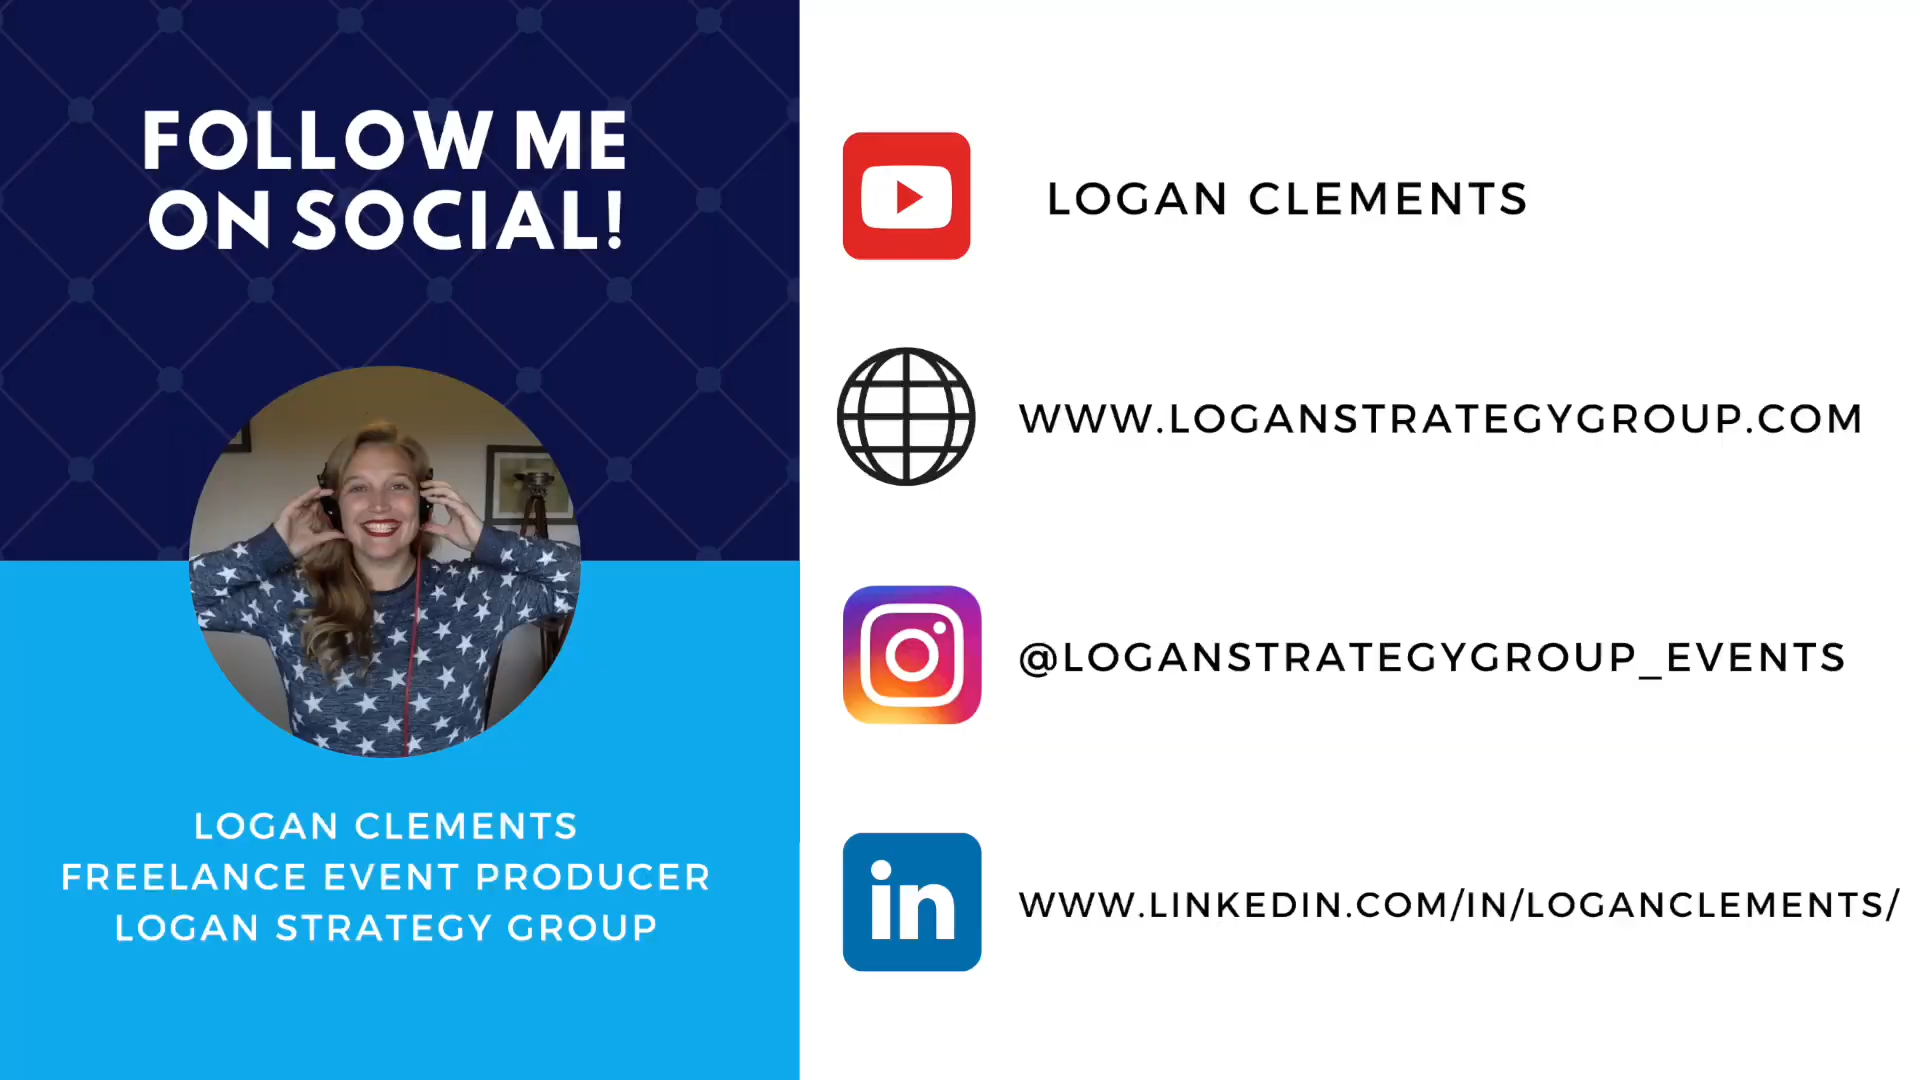 FOLLOW ME
ON SOCIAL!
LOGAN CLEMENTS
FREELANCE EVENT PRODUCER
LOGAN STRATEGY GROUP
LOGAN CLEMENTS
WWW.LOGANSTRATEGYGROUP.COM
@LOGANSTRATEGYGROUP_EVENTS
in
WWW.LINKEDIN.COM/IN/LOGANCLEMENTS/